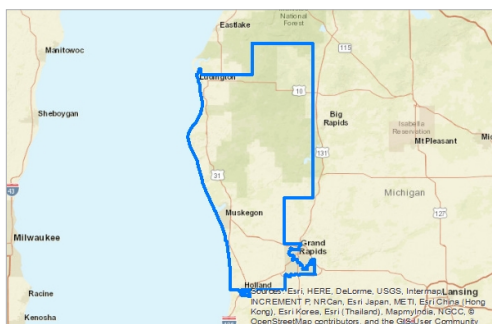 Eastlake
National
Forest
Manitowoc
115
Ludington
10
Sheboygan
Big
Rapids
Isabella
Reservation
Mt Pleasant
131
31
Michigan
43
Muskegon
127
Milwaukee
Grand
Rapids
Holland
Lansing
Racine
Kenosha
Sources: Esri, HERE, DeLorme, USGS, Intermap,
INCREMENT P, NRCan, Esri Japan, METI, Esri China (Hong
Kong), Esri Korea, Esri (Thailand), MapmyIndia, NGCC, ©
OpenStreetMap contributors, and the GIS User Community